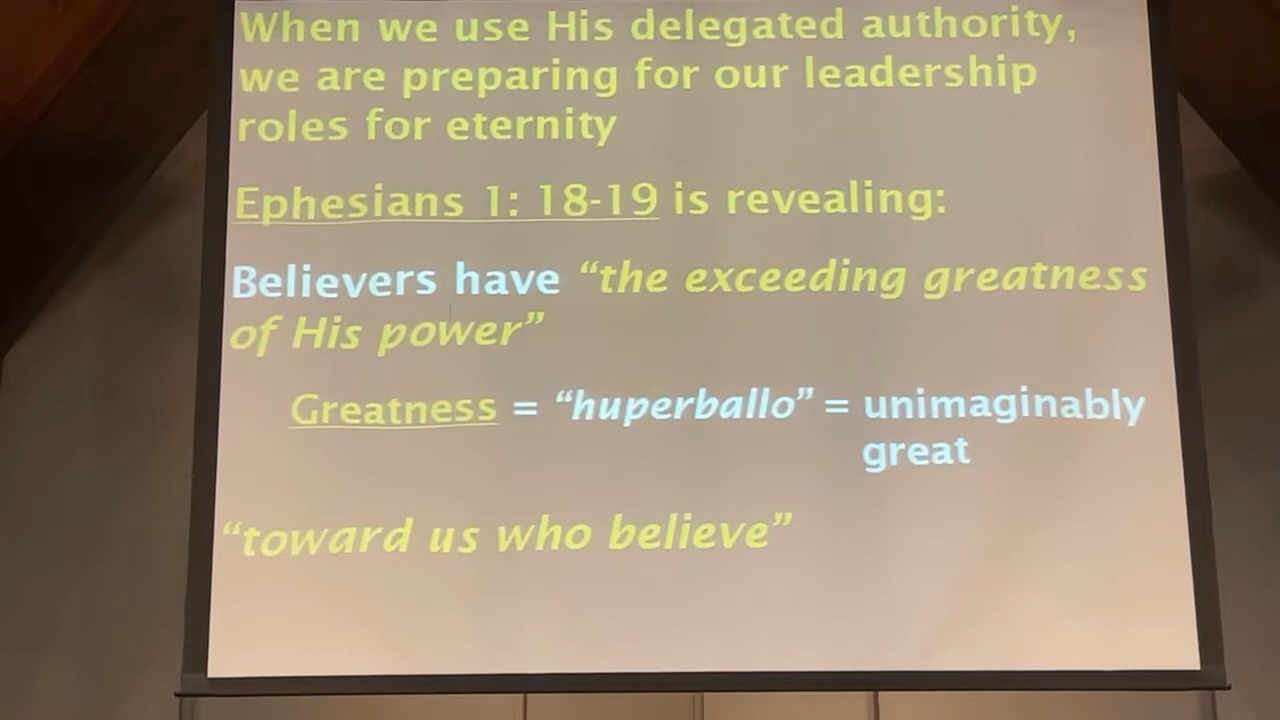 When we use His delegated authority,
we are preparing for our leadership
roles for eternity
Ephesians 1: 18-19 is revealing:
Believers have “the exceeding greatness
of His power”
Greatness = “huperballo” = unimaginably
great
“toward us who believe”